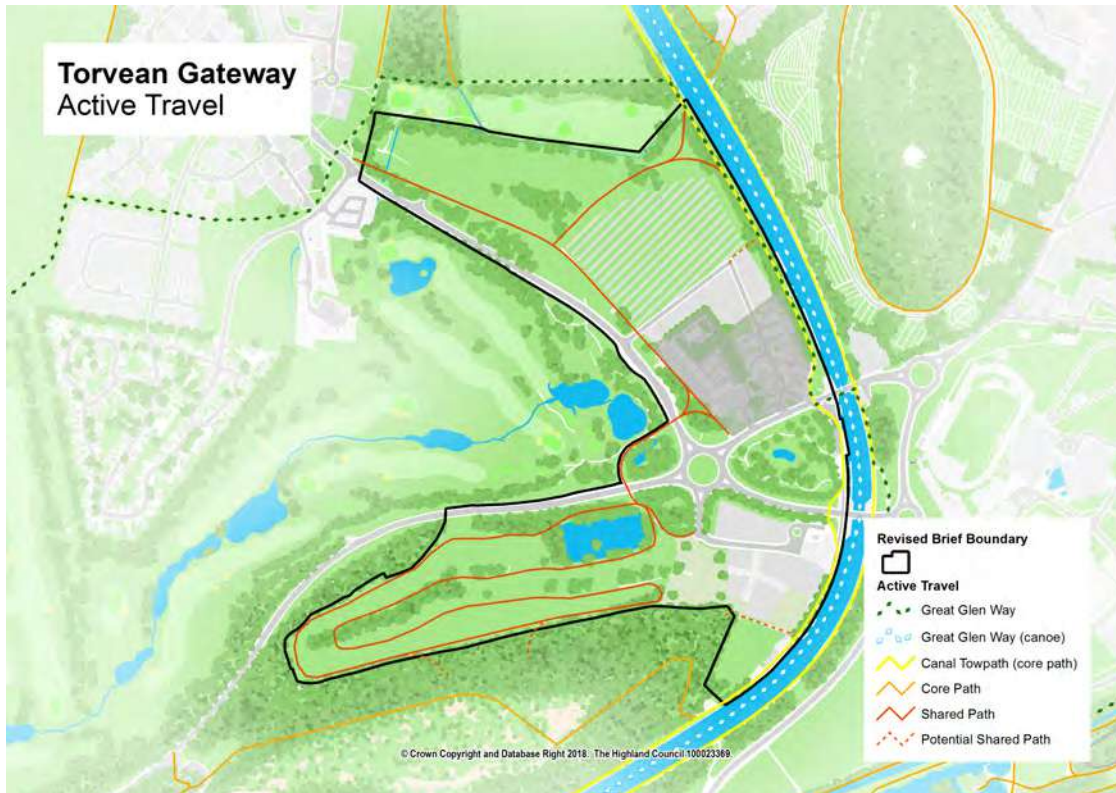 Torvean Gateway
Active Travel
Revised Brief Boundary
Active Travel
Great Glen Way
Great Glen Way (canoe)
Canal Towpath (core path)
Core Path
Shared Path
Potential Shared Path
© Crown Copyright and Database Right 2018. The Highland Council 100023369.